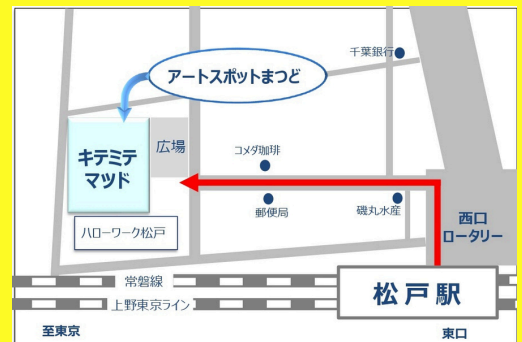 千葉銀行
アートスポットまつど
キテミテ
マッド
広場
コメダ珈琲
郵便局
磯丸水産
西口
ロータリー
ハローワーク松戸
常磐線
上野東京ライン
松戸駅
至東京
東口